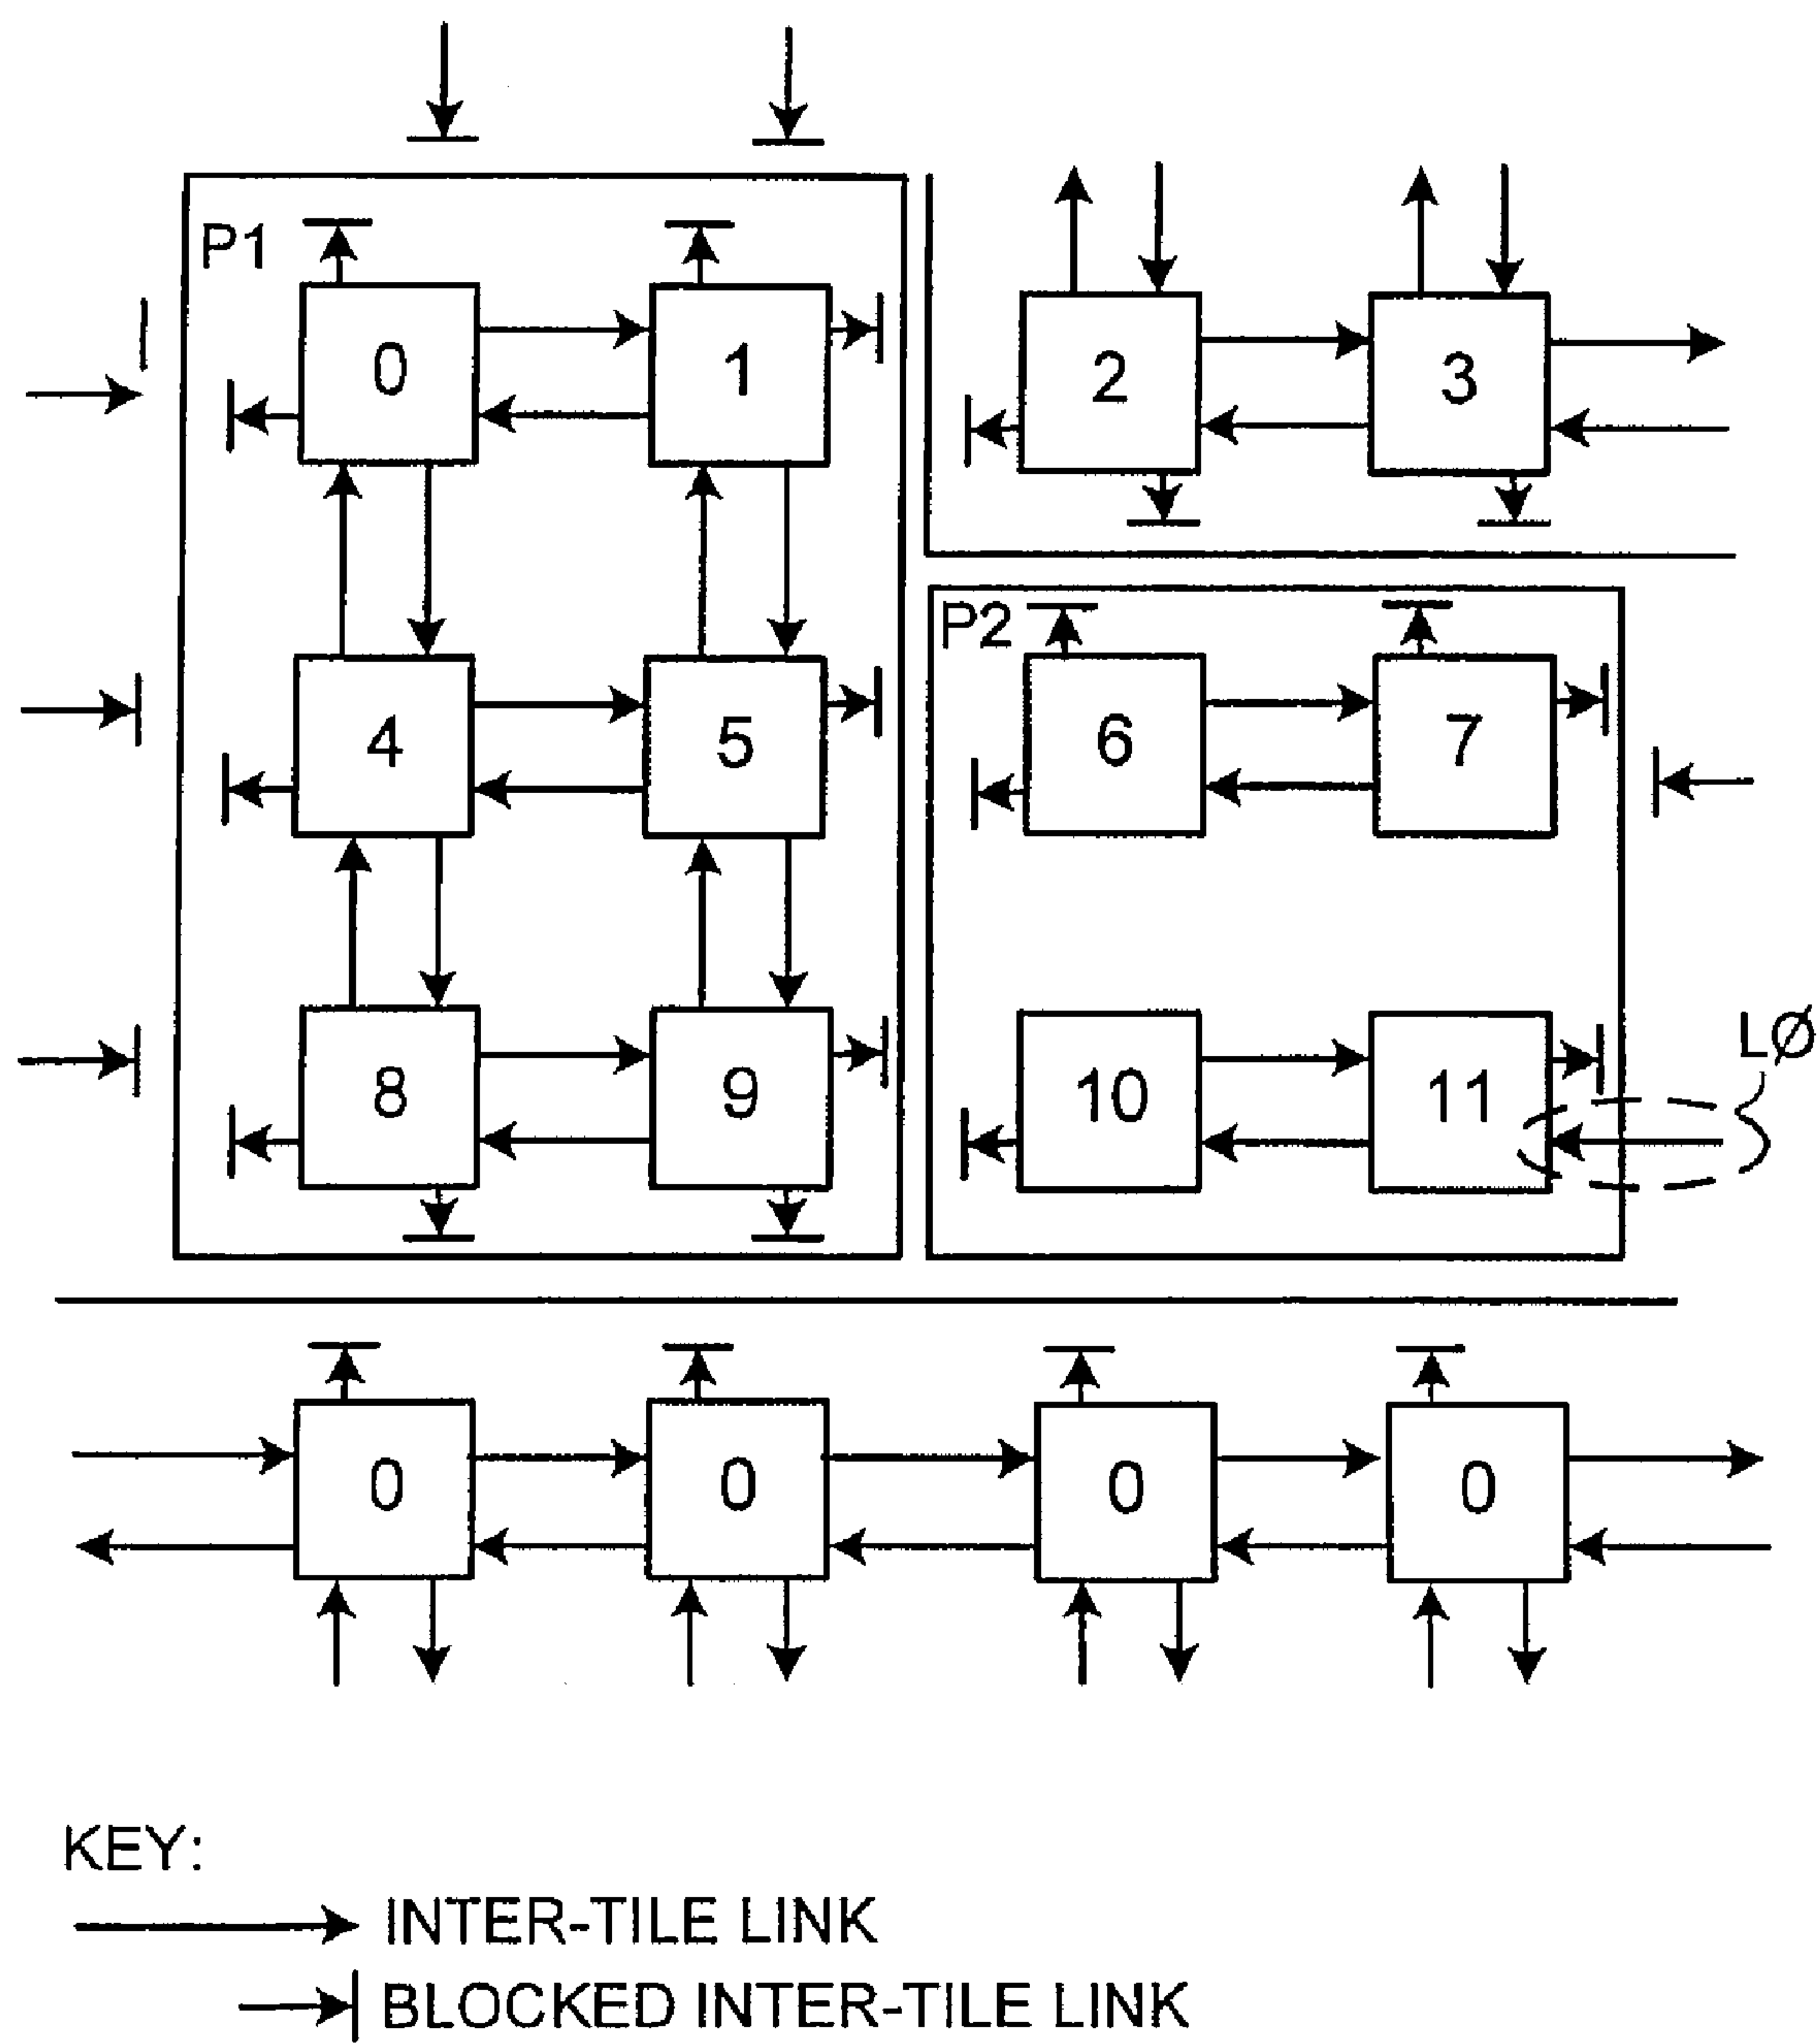 P1
0 1 2 3
P2
4 5 6 7
LØ
8 9 10 11
0 0 0 0
KEY:
INTER-TILE LINK
BLOCKED INTER-TILE LINK